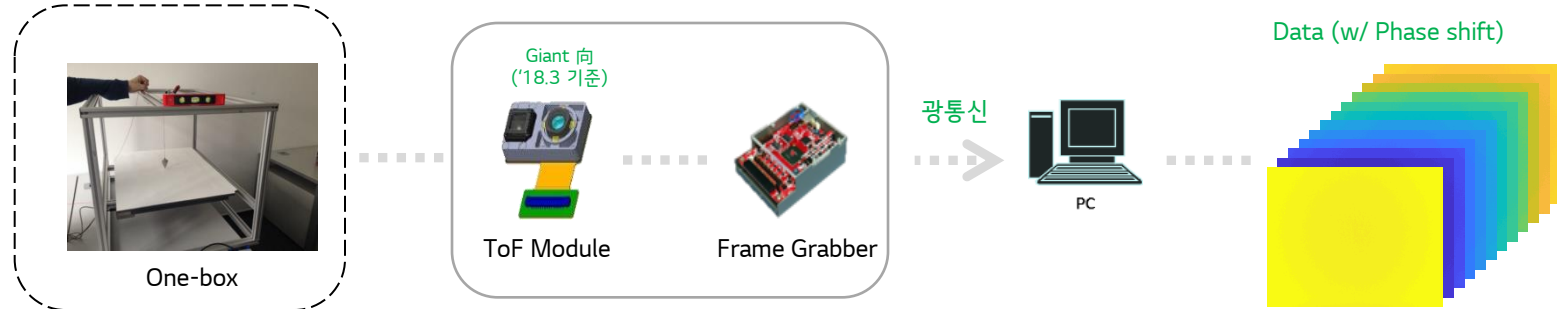 One-box
Giant 向
(‘18.3 기준)
ToF Module
Frame Grabber
광통신
PC
Data (w/ Phase shift)